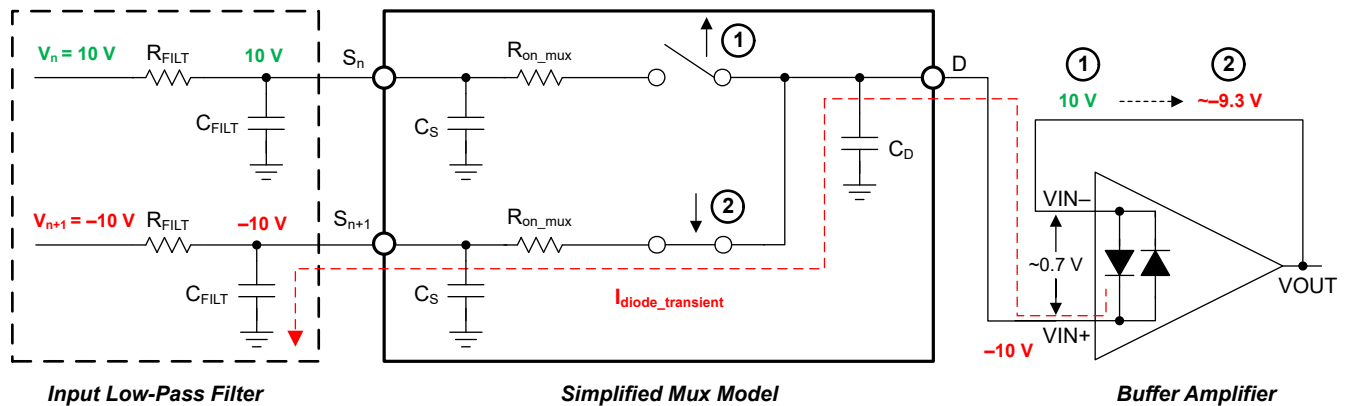 Vn = 10 V
RFILT
10 V
Sn
Ron_mux
1
D
1
2
10 V
~–9.3 V
CFILT
CS
CD
Vn+1 = –10 V
RFILT
–10 V
Sn+1
Ron_mux
2
VIN–
~0.7 V
CFILT
CS
Idiode_transient
VOUT
VIN+
–10 V
Input Low-Pass Filter
Simplified Mux Model
Buffer Amplifier